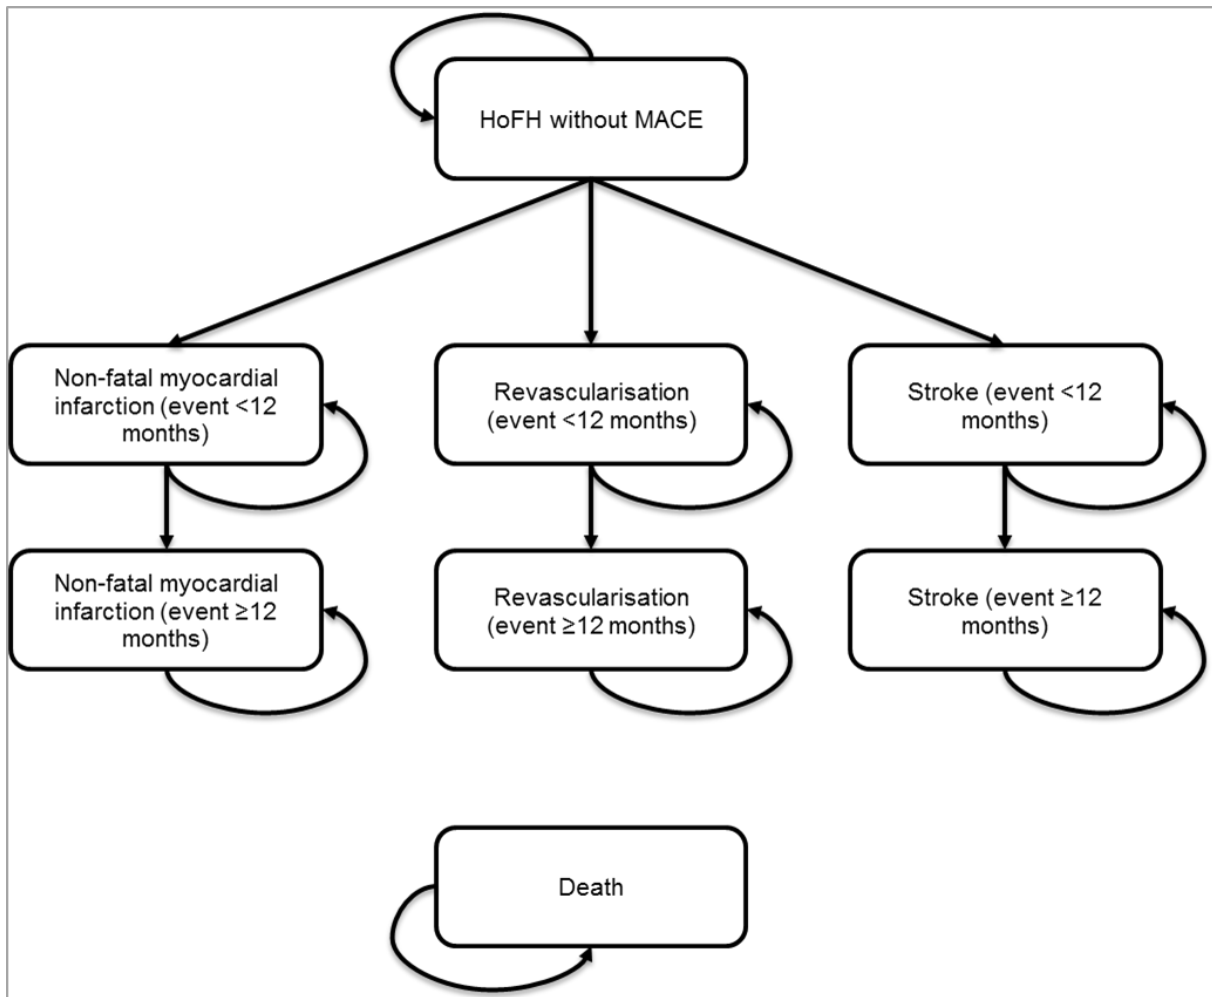 HoFH without MACE
Non-fatal myocardial
infarction (event <12
months)
Revascularisation
(event <12 months)
Stroke (event <12
months)
Non-fatal myocardial
infarction (event ≥12
months)
Revascularisation
(event ≥12 months)
Stroke (event ≥12
months)
Death